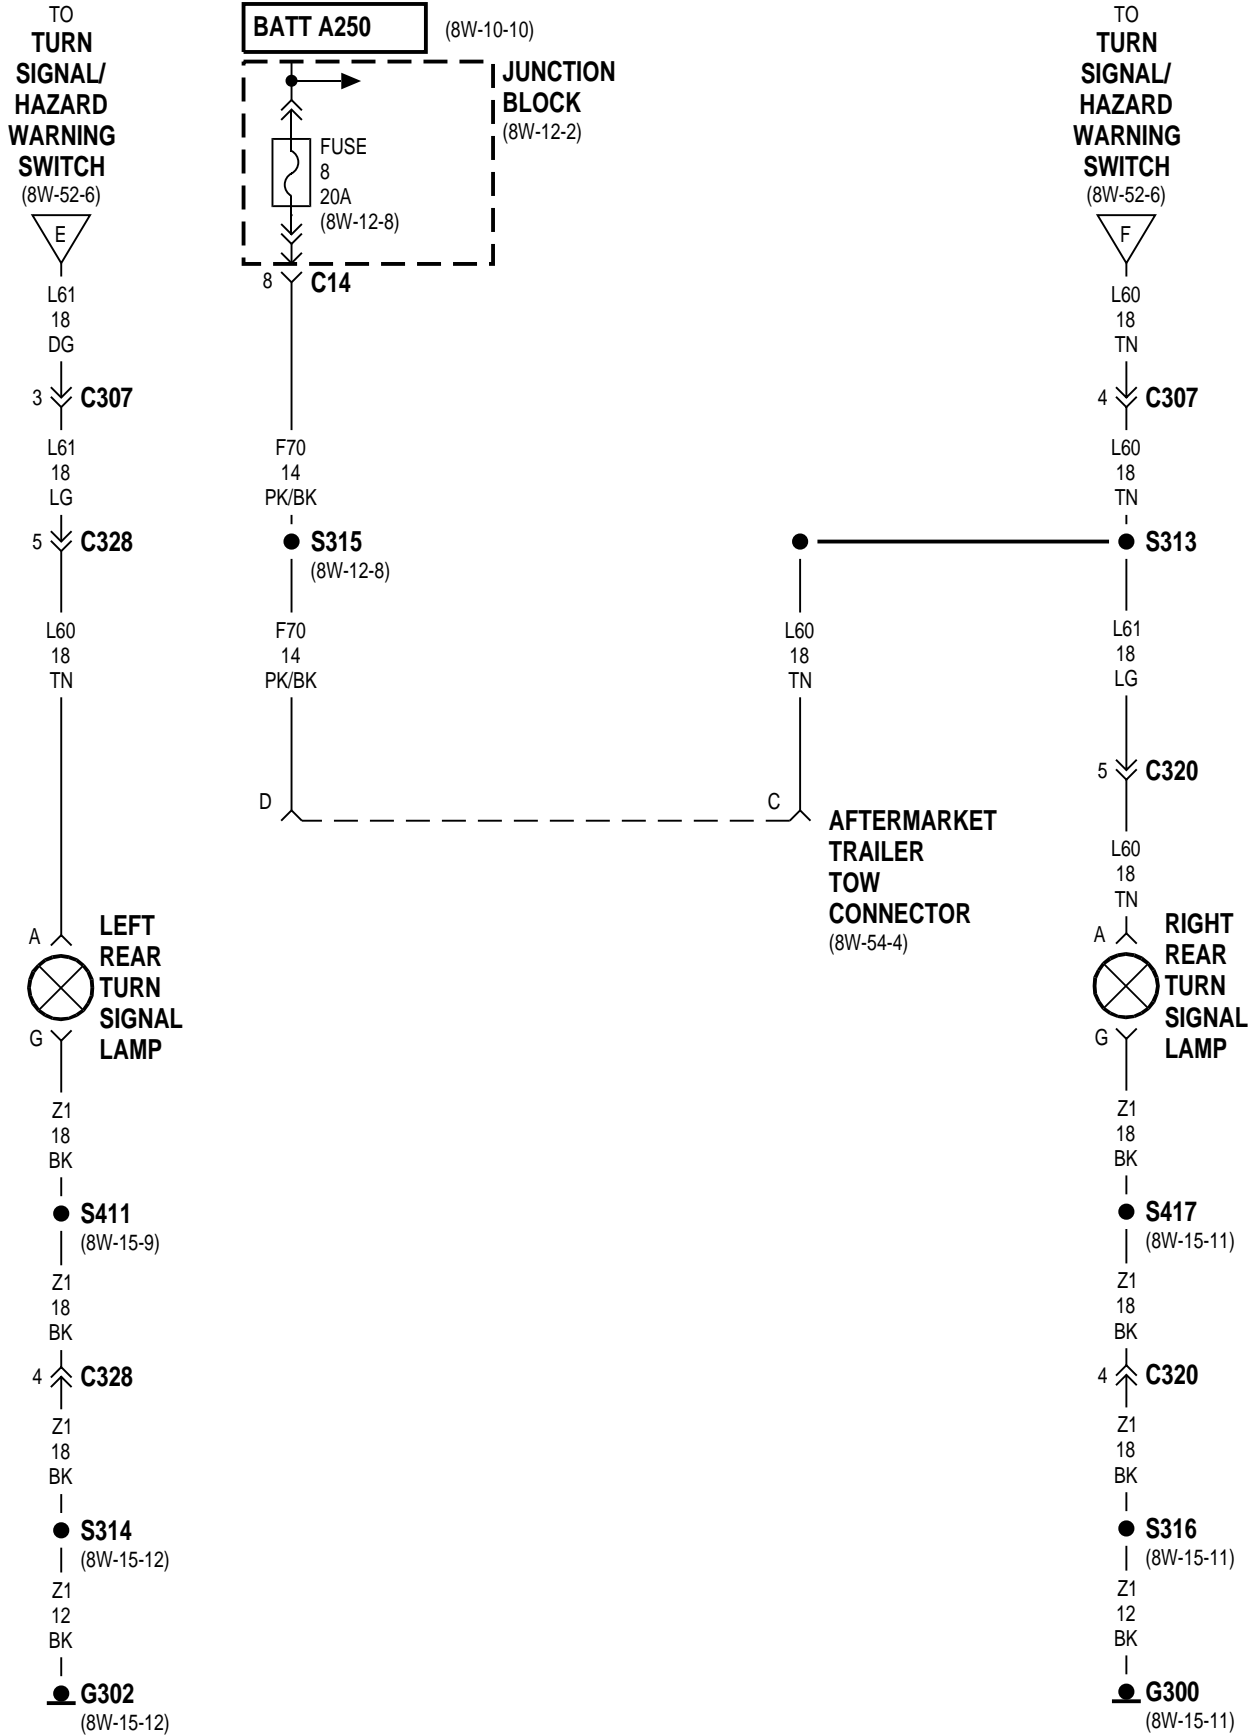 TO
TURN
SIGNAL/
HAZARD
WARNING
SWITCH
(8W-52-6)
E
L61
18
DG
3
C307
L61
18
LG
5
C328
L60
18
TN
A
LEFT
REAR
TURN
SIGNAL
LAMP
G
Z1
18
BK
S411
(8W-15-9)
Z1
18
BK
4
C328
Z1
18
BK
S314
(8W-15-12)
Z1
12
BK
G302
(8W-15-12)
BATT A250
(8W-10-10)
JUNCTION
BLOCK
(8W-12-2)
FUSE
8
20A
(8W-12-8)
8
C14
F70
14
PK/BK
S315
(8W-12-8)
F70
14
PK/BK
D
L60
18
TN
C
AFTERMARKET
TRAILER
TOW
CONNECTOR
(8W-54-4)
TO
TURN
SIGNAL/
HAZARD
WARNING
SWITCH
(8W-52-6)
F
L60
18
TN
4
C307
L60
18
TN
S313
L61
18
LG
5
C320
L60
18
TN
A
RIGHT
REAR
TURN
SIGNAL
LAMP
G
Z1
18
BK
S417
(8W-15-11)
Z1
18
BK
4
C320
Z1
18
BK
S316
(8W-15-11)
Z1
12
BK
G300
(8W-15-11)